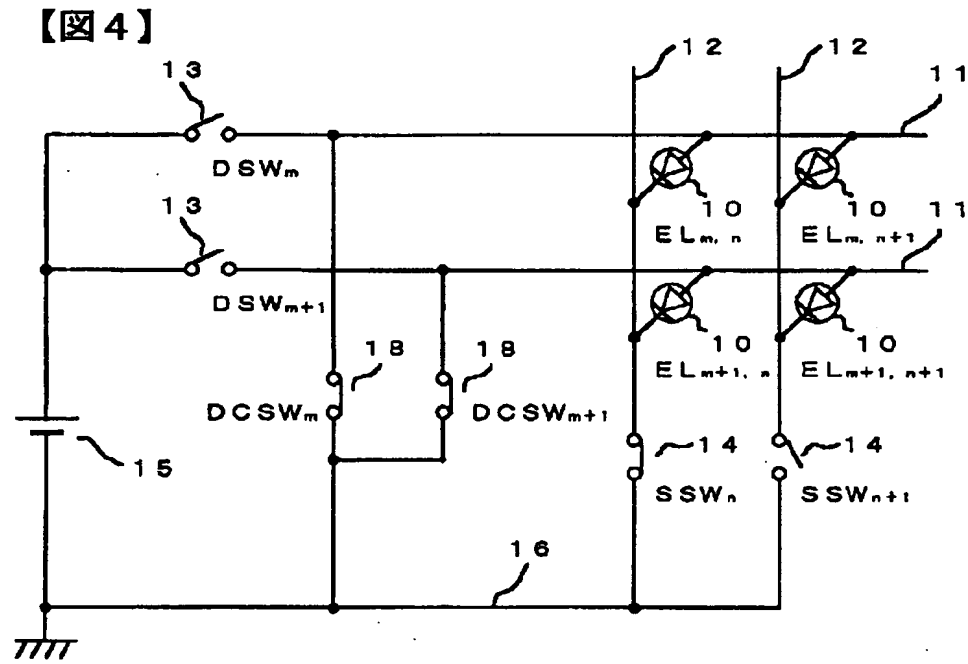 【図4】
12 12
13 11
DSWm
13 10 10 11
ELm,n ELm,n+1
DSWm+1
18 18 10 10
ELm+1,n ELm+1,n+1
DCSWm DCSWm+1
15 14 14
SSWn SSWn+1
16